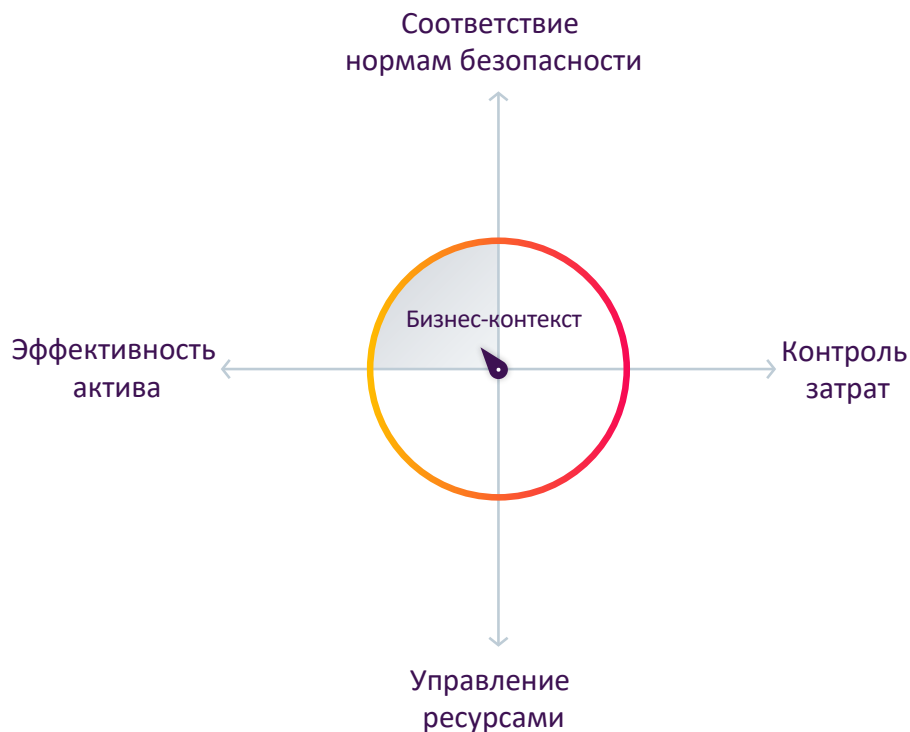 Соответствие
нормам безопасности
Бизнес-контекст
Эффективность
актива
Контроль
затрат
Управление
ресурсами